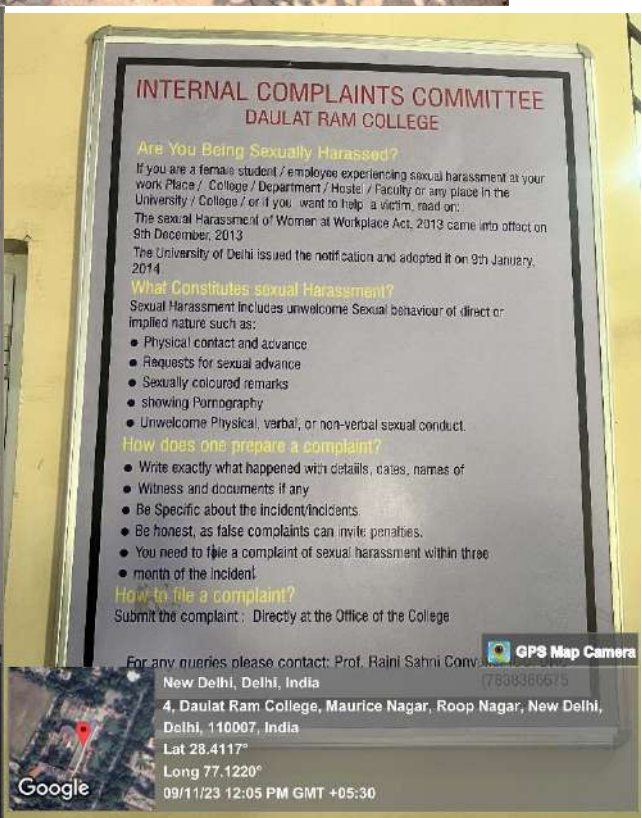 INTERNAL COMPLAINTS COMMITTEE
DAULAT RAM COLLEGE
Are You Being Sexually Harassed?
If you are a female student / employee experiencing sexual harassment at your
work Place / College / Department / Hostel / Faculty or any place in the
University / College / or if you want to help a victim, read on:
The sexual Harassment of Women at Workplace Act, 2013 came into effect on
9th December, 2013
The University of Delhi issued the notification and adopted it on 9th January,
2014
What Constitutes sexual Harassment?
Sexual Harassment includes unwelcome Sexual behaviour of direct or
implied nature such as:
• Physical contact and advance
• Requests for sexual advance
• Sexually coloured remarks
• showing Pornography
• Unwelcome Physical, verbal, or non-verbal sexual conduct.
How does one prepare a complaint?
• Write exactly what happened with detaiils, dates, names of
• Witness and documents if any
• Be Specific about the incident/incidents
• Be honest, as false complaints can invite penalties.
• You need to file a complaint of sexual harassment within three
• month of the incident
How to file a complaint?
Submit the complaint : Directly at the Office of the College
For any queries please contact: Prof. Rajni Sahni
(7838366675
GPS Map Camera
New Delhi, Delhi, India
4, Daulat Ram College, Maurice Nagar, Roop Nagar, New Delhi,
Delhi, 110007, India
Lat 28.4117°
Long 77.1220°
09/11/23 12:05 PM GMT +05:30
Google